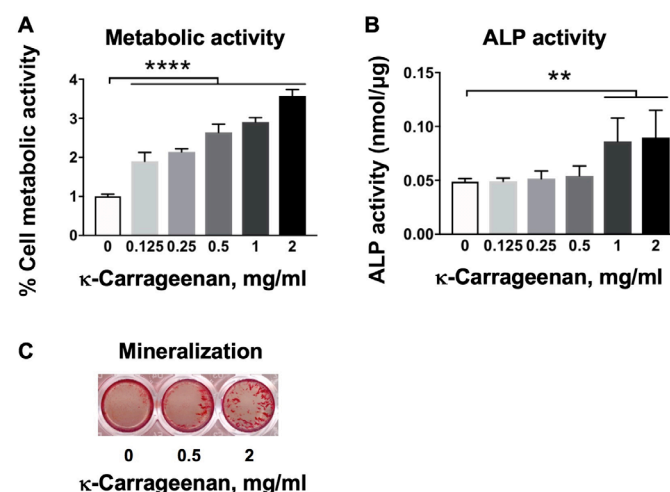 A
Metabolic activity
****
% Cell metabolic activity
4
3
2
1
0
0 0.125 0.25 0.5 1 2
κ-Carrageenan, mg/ml
B
ALP activity
**
ALP activity (nmol/μg)
0.15
0.10
0.05
0.00
0 0.125 0.25 0.5 1 2
κ-Carrageenan, mg/ml
C
Mineralization
0 0.5 2
κ-Carrageenan, mg/ml